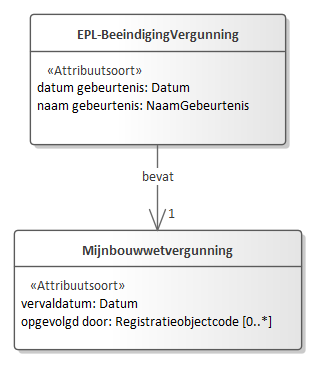 EPL-BeeindigingVergunning
«Attribuutsoort»
datum gebeurtenis: Datum
naam gebeurtenis: NaamGebeurtenis
bevat
1
Mijnbouwwetvergunning
«Attribuutsoort»
vervaldatum: Datum
opgevolgd door: Registratieobjectcode [0..*]